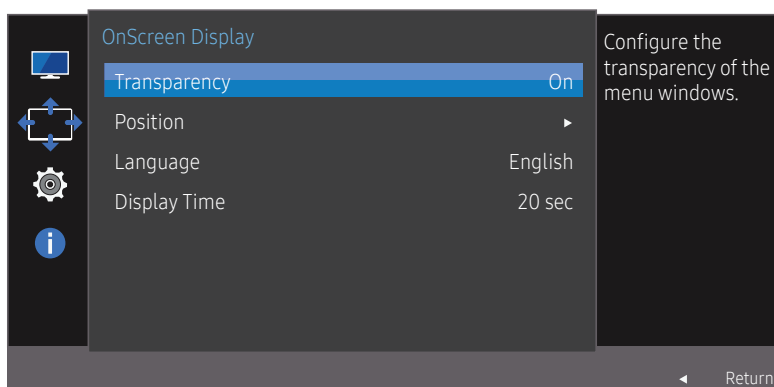 OnScreen Display
Transparency On
Position ▸
Language English
Display Time 20 sec
Configure the
transparency of the
menu windows.
◂ Return